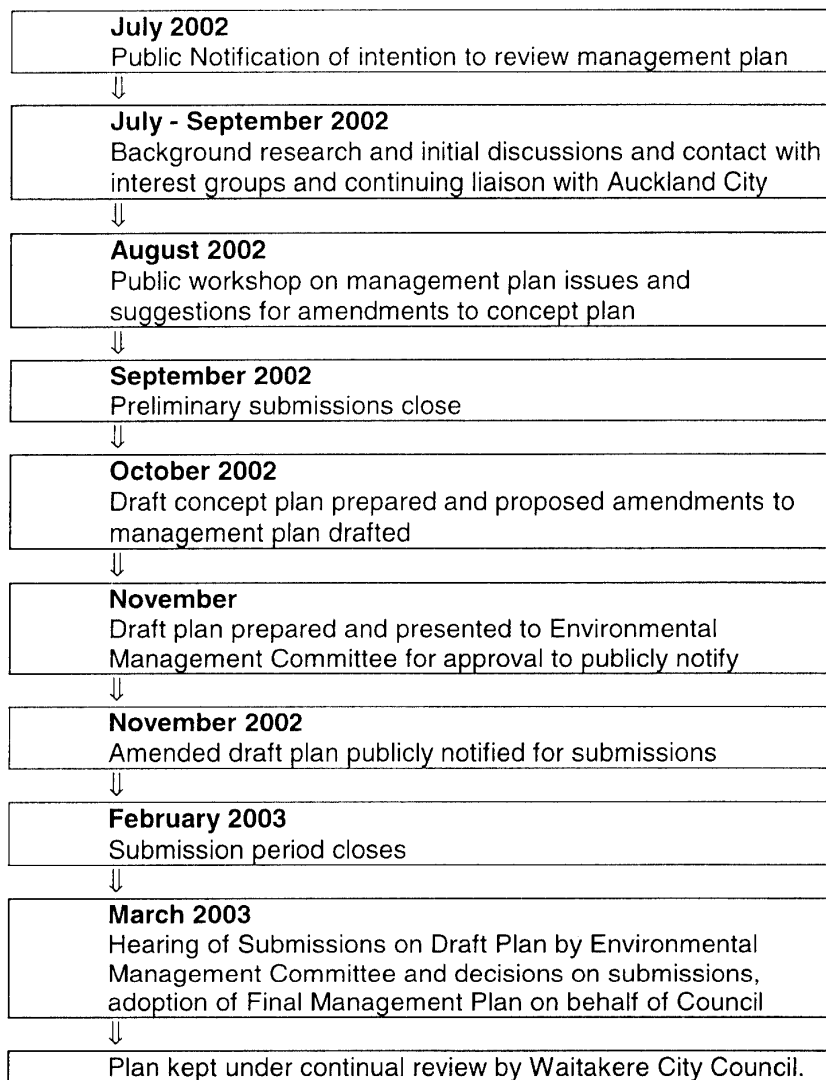 July 2002
Public Notification of intention to review management plan
⇓
July - September 2002
Background research and initial discussions and contact with
interest groups and continuing liaison with Auckland City
⇓
August 2002
Public workshop on management plan issues and
suggestions for amendments to concept plan
⇓
September 2002
Preliminary submissions close
⇓
October 2002
Draft concept plan prepared and proposed amendments to
management plan drafted
⇓
November
Draft plan prepared and presented to Environmental
Management Committee for approval to publicly notify
⇓
November 2002
Amended draft plan publicly notified for submissions
⇓
February 2003
Submission period closes
⇓
March 2003
Hearing of Submissions on Draft Plan by Environmental
Management Committee and decisions on submissions,
adoption of Final Management Plan on behalf of Council
⇓
Plan kept under continual review by Waitakere City Council.